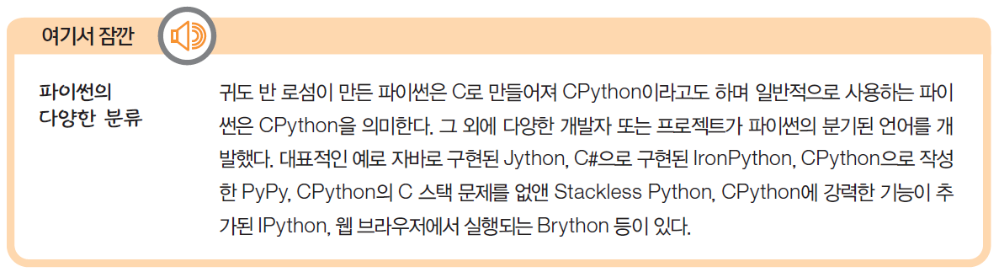 여기서 잠깐
파이썬의
다양한 분류
귀도 반 로섬이 만든 파이썬은 C로 만들어져 CPython이라고도 하며 일반적으로 사용하는 파이
썬은 CPython을 의미한다. 그 외에 다양한 개발자 또는 프로젝트가 파이썬의 분기된 언어를 개
발했다. 대표적인 예로 자바로 구현된 Jython, C#으로 구현된 IronPython, CPython으로 작성
한 PyPy, CPython의 C 스택 문제를 없앤 Stackless Python, CPython에 강력한 기능이 추
가된 IPython, 웹 브라우저에서 실행되는 Brython 등이 있다.